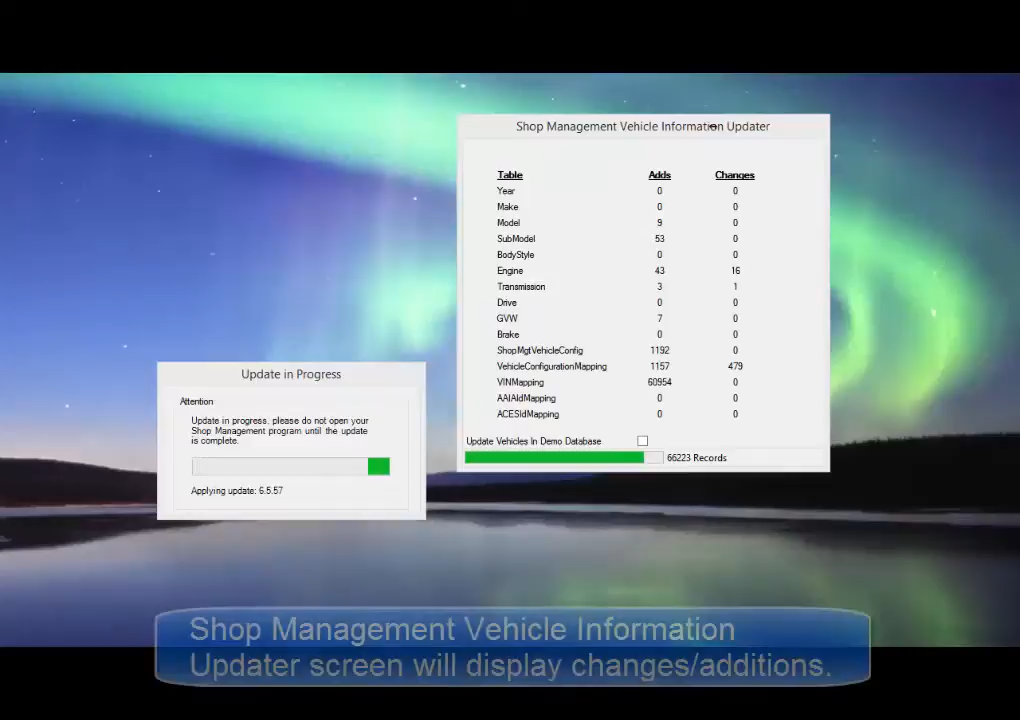 Shop Management Vehicle Information Updater
Table Adds Changes
Year 0 0
Make 0 0
Model 9 0
SubModel 53 0
BodyStyle 0 0
Engine 43 16
Transmission 3 1
Drive 0 0
GVW 7 0
Brake 0 0
ShopMgtVehicleConfig 1192 0
VehicleConfigurationMapping 1157 479
VINMapping 60954 0
AAIAIdMapping 0 0
ACESIdMapping 0 0
Update Vehicles In Demo Database
66223 Records
Update in Progress
Attention
Update in progress, please do not open your
Shop Management program until the update
is complete.
Applying update: 6.5.57
Shop Management Vehicle Information
Updater screen will display changes/additions.